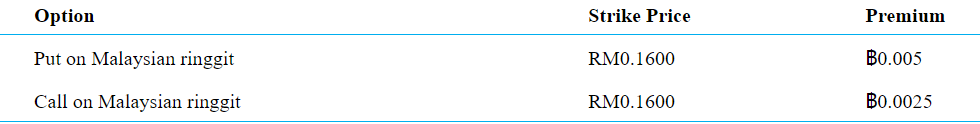 Option Strike Price Premium
Put on Malaysian ringgit RM0.1600 ฿0.005
Call on Malaysian ringgit RM0.1600 ฿0.0025